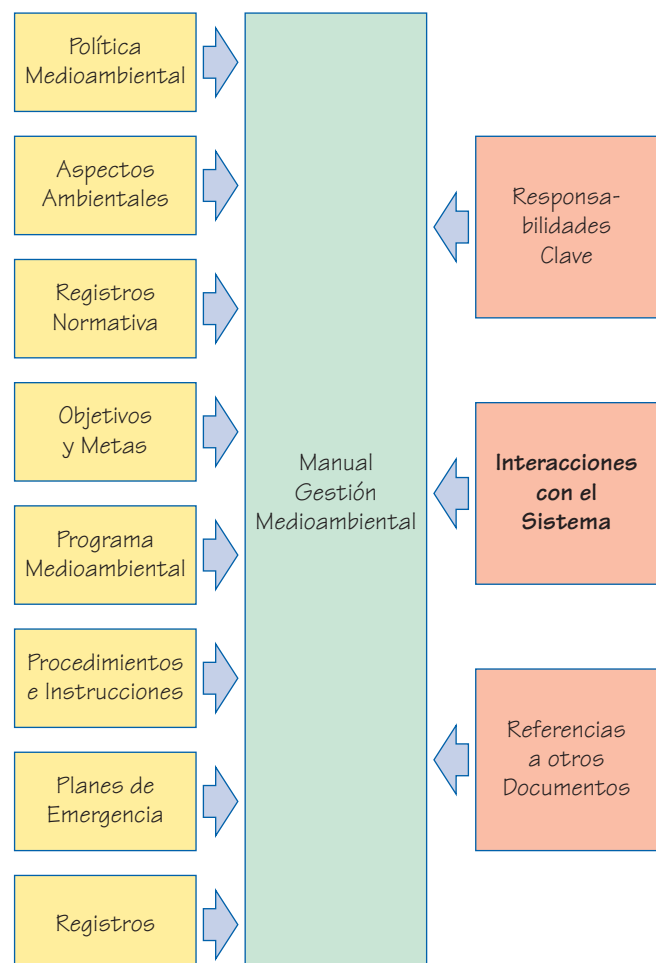 Política
Medioambiental
Aspectos
Ambientales
Registros
Normativa
Objetivos
y Metas
Programa
Medioambiental
Procedimientos
e Instrucciones
Planes de
Emergencia
Registros
Manual
Gestión
Medioambiental
Responsa-
bilidades
Clave
Interacciones
con el
Sistema
Referencias
a otros
Documentos